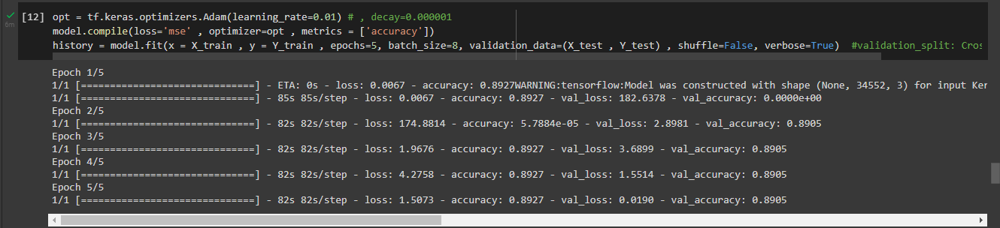 [12] opt = tf.keras.optimizers.Adam(learning_rate=0.01) # , decay=0.000001
6m
model.compile(loss='mse' , optimizer=opt , metrics = ['accuracy'])
history = model.fit(x = X_train , y = Y_train , epochs=5, batch_size=8, validation_data=(X_test , Y_test) , shuffle=False, verbose=True) #validation_split: Cros
Epoch 1/5
1/1 [==============================] - ETA: 0s - loss: 0.0067 - accuracy: 0.8927WARNING:tensorflow:Model was constructed with shape (None, 34552, 3) for input Ker
1/1 [==============================] - 85s 85s/step - loss: 0.0067 - accuracy: 0.8927 - val_loss: 182.6378 - val_accuracy: 0.0000e+00
Epoch 2/5
1/1 [==============================] - 82s 82s/step - loss: 174.8814 - accuracy: 5.7884e-05 - val_loss: 2.8981 - val_accuracy: 0.8905
Epoch 3/5
1/1 [==============================] - 82s 82s/step - loss: 1.9676 - accuracy: 0.8927 - val_loss: 3.6899 - val_accuracy: 0.8905
Epoch 4/5
1/1 [==============================] - 82s 82s/step - loss: 4.2758 - accuracy: 0.8927 - val_loss: 1.5514 - val_accuracy: 0.8905
Epoch 5/5
1/1 [==============================] - 82s 82s/step - loss: 1.5073 - accuracy: 0.8927 - val_loss: 0.0190 - val_accuracy: 0.8905